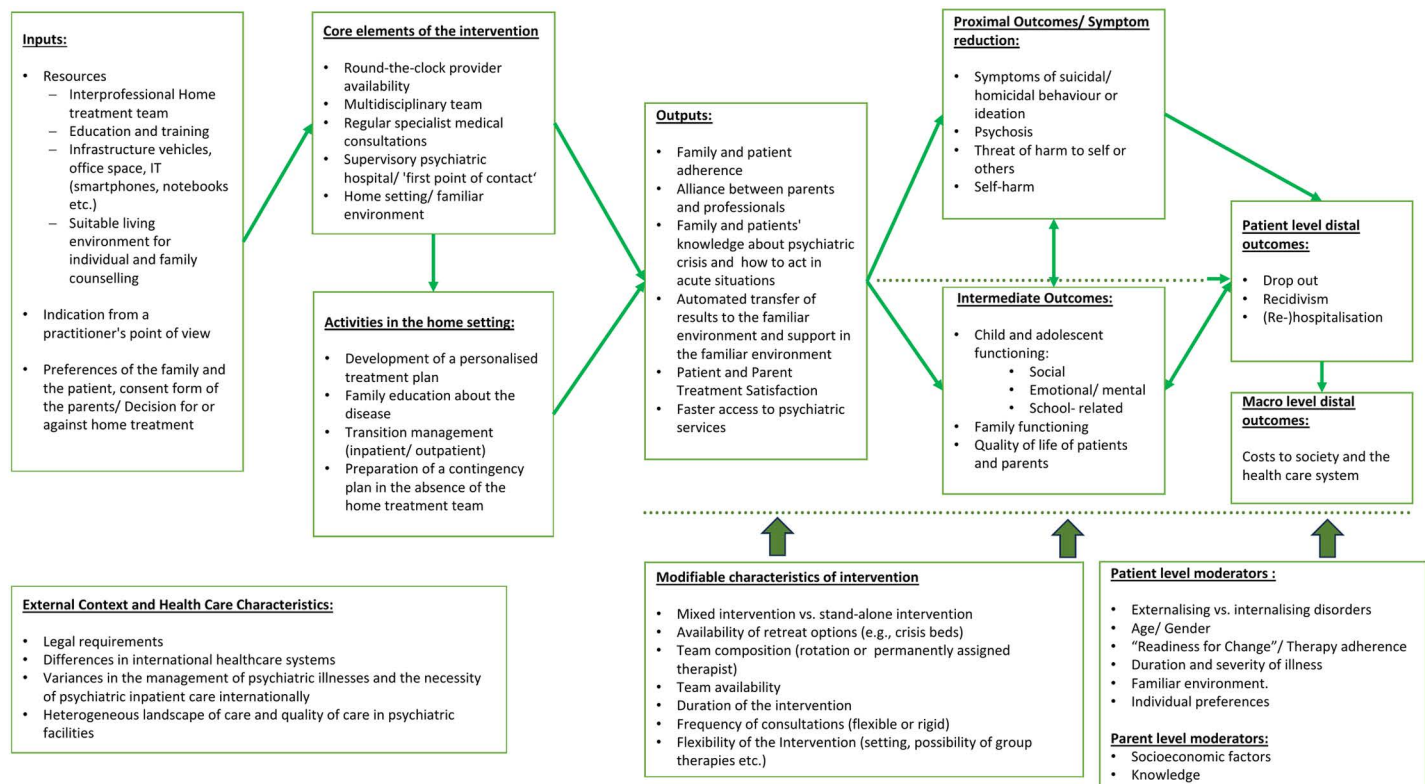 Inputs:
• Resources
– Interprofessional Home
treatment team
– Education and training
– Infrastructure vehicles,
office space, IT
(smartphones, notebooks
etc.)
– Suitable living
environment for
individual and family
counselling
• Indication from a
practitioner's point of view
• Preferences of the family and
the patient, consent form of
the parents/ Decision for or
against home treatment
Core elements of the intervention
• Round-the-clock provider
availability
• Multidisciplinary team
• Regular specialist medical
consultations
• Supervisory psychiatric
hospital/ 'first point of contact‘
• Home setting/ familiar
environment
Activities in the home setting:
• Development of a personalised
treatment plan
• Family education about the
disease
• Transition management
(inpatient/ outpatient)
• Preparation of a contingency
plan in the absence of the
home treatment team
Outputs:
• Family and patient
adherence
• Alliance between parents
and professionals
• Family and patients'
knowledge about psychiatric
crisis and how to act in
acute situations
• Automated transfer of
results to the familiar
environment and support in
the familiar environment
• Patient and Parent
Treatment Satisfaction
• Faster access to psychiatric
services
Proximal Outcomes/ Symptom
reduction:
• Symptoms of suicidal/
homicidal behaviour or
ideation
• Psychosis
• Threat of harm to self or
others
• Self-harm
Intermediate Outcomes:
• Child and adolescent
functioning:
• Social
• Emotional/ mental
• School- related
• Family functioning
• Quality of life of patients
and parents
Patient level distal
outcomes:
• Drop out
• Recidivism
• (Re-)hospitalisation
Macro level distal
outcomes:
Costs to society and the
health care system
External Context and Health Care Characteristics:
• Legal requirements
• Differences in international healthcare systems
• Variances in the management of psychiatric illnesses and the necessity
of psychiatric inpatient care internationally
• Heterogeneous landscape of care and quality of care in psychiatric
facilities
Modifiable characteristics of intervention
• Mixed intervention vs. stand-alone intervention
• Availability of retreat options (e.g., crisis beds)
• Team composition (rotation or permanently assigned
therapist)
• Team availability
• Duration of the intervention
• Frequency of consultations (flexible or rigid)
• Flexibility of the Intervention (setting, possibility of group
therapies etc.)
Patient level moderators :
• Externalising vs. internalising disorders
• Age/ Gender
• “Readiness for Change”/ Therapy adherence
• Duration and severity of illness
• Familiar environment.
• Individual preferences
Parent level moderators:
• Socioeconomic factors
• Knowledge